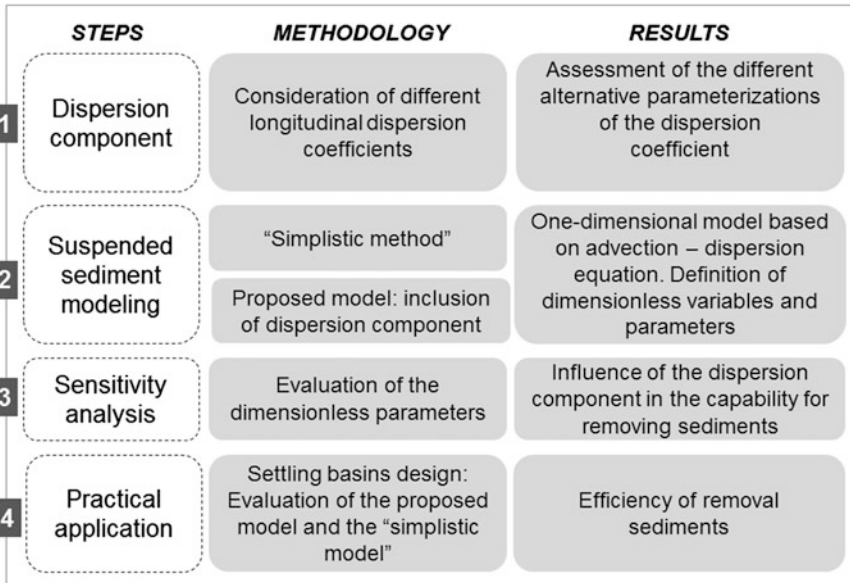 STEPS
METHODOLOGY
RESULTS
1
Dispersion
component
Consideration of different
longitudinal dispersion
coefficients
Assessment of the different
alternative parameterizations
of the dispersion
coefficient
2
Suspended
sediment
modeling
“Simplistic method”
Proposed model: inclusion
of dispersion component
One-dimensional model
based on advection – dispersion
equation. Definition of
dimensionless variables and
parameters
3
Sensitivity
analysis
Evaluation of the
dimensionless parameters
Influence of the dispersion
component in the capability for
removing sediments
4
Practical
application
Settling basins design:
Evaluation of the proposed
model and the “simplistic
model”
Efficiency of removal
sediments